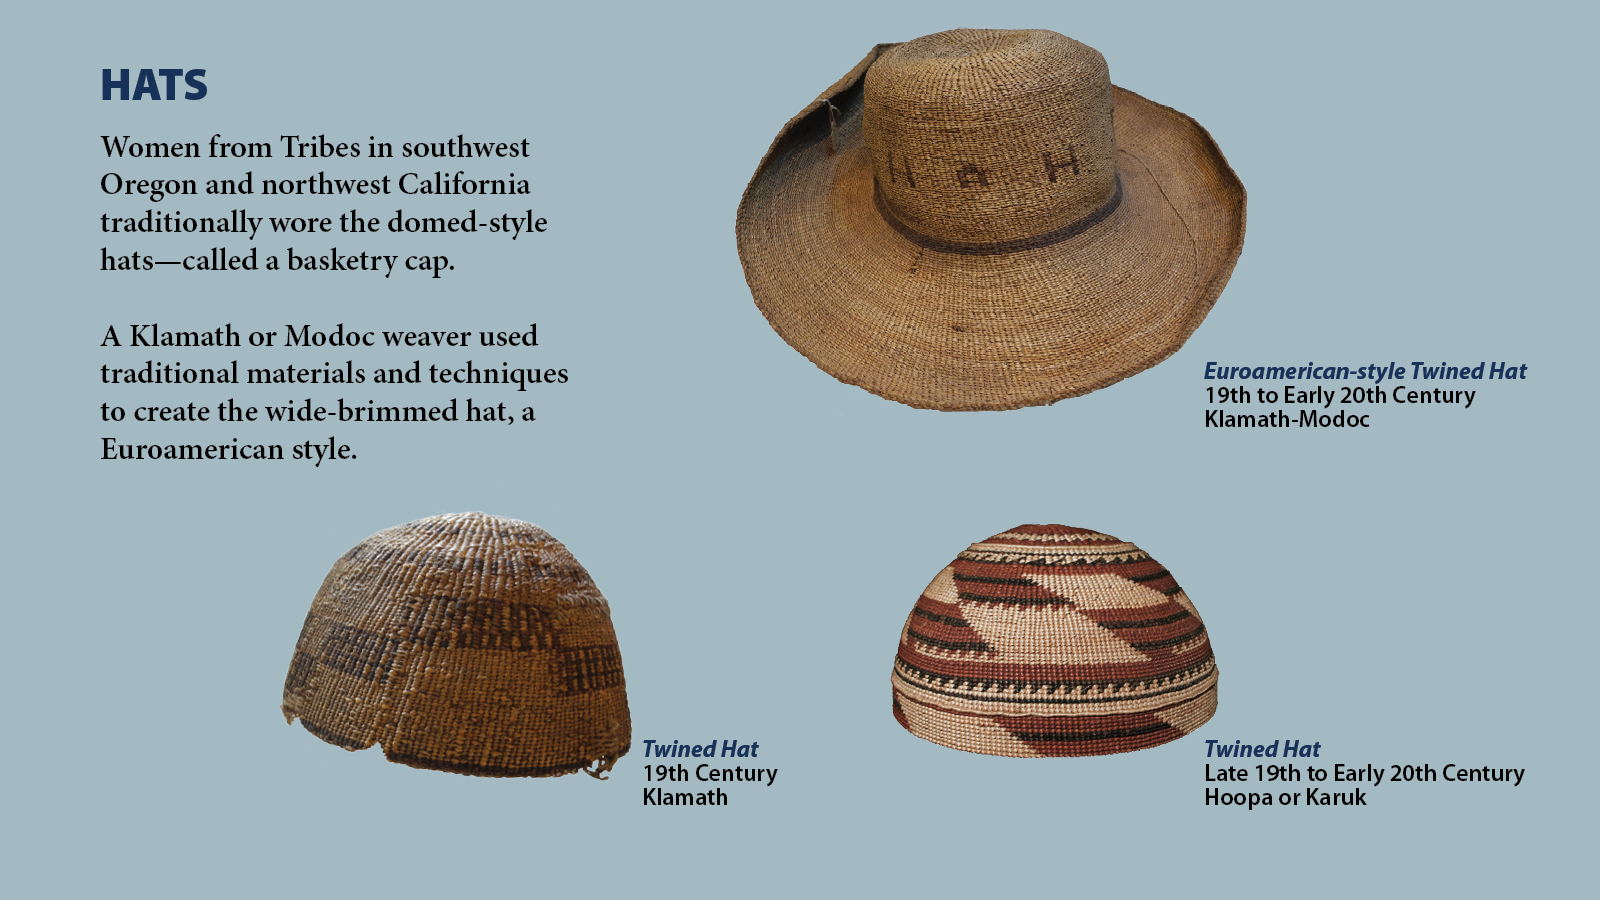 HATS
Women from Tribes in southwest
Oregon and northwest California
traditionally wore the domed-style
hats—called a basketry cap.
A Klamath or Modoc weaver used
traditional materials and techniques
to create the wide-brimmed hat, a
Euroamerican style.
H a H
Euroamerican-style Twined Hat
19th to Early 20th Century
Klamath-Modoc
Twined Hat
19th Century
Klamath
Twined Hat
Late 19th to Early 20th Century
Hoopa or Karuk